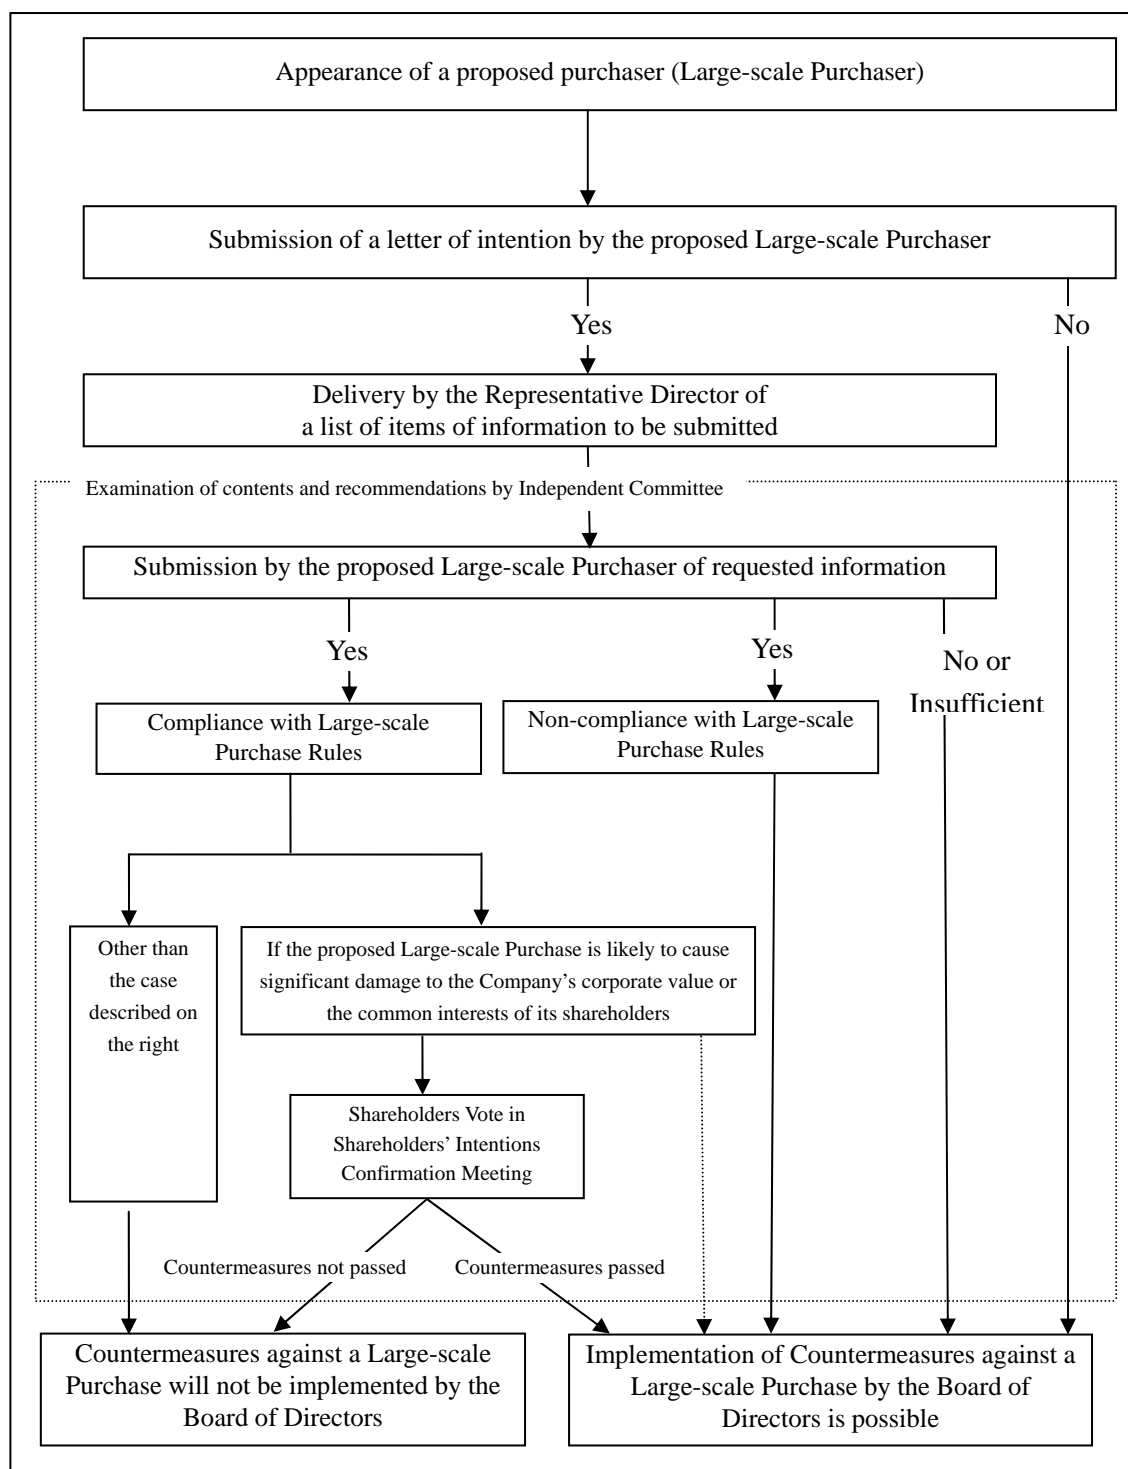 Appearance of a proposed purchaser (Large-scale Purchaser)
Submission of a letter of intention by the proposed Large-scale Purchaser
Yes
No
Delivery by the Representative Director of
a list of items of information to be submitted
Examination of contents and recommendations by Independent Committee
Submission by the proposed Large-scale Purchaser of requested information
Yes
Yes
No or
Insufficient
Compliance with Large-scale
Purchase Rules
Non-compliance with Large-scale
Purchase Rules
Other than
the case
described on
the right
If the proposed Large-scale Purchase is likely to cause
significant damage to the Company’s corporate value or
the common interests of its shareholders
Shareholders Vote in
Shareholders’ Intentions
Confirmation Meeting
Countermeasures not passed
Countermeasures passed
Countermeasures against a Large-scale
Purchase will not be implemented by the
Board of Directors
Implementation of Countermeasures against a
Large-scale Purchase by the Board of
Directors is possible